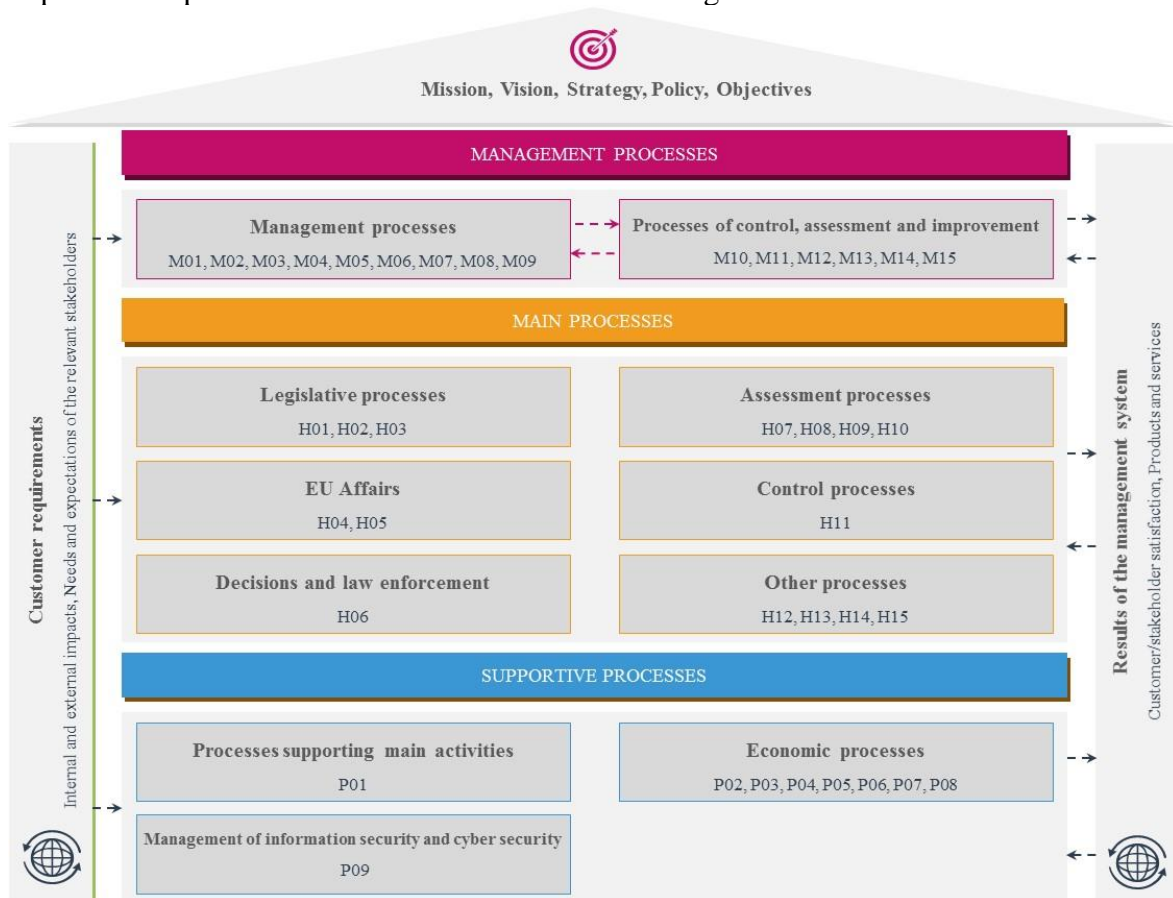 Mission, Vision, Strategy, Policy, Objectives
Customer requirements
Internal and external impacts, Needs and expectations of the relevant stakeholders
MANAGEMENT PROCESSES
Management processes
M01, M02, M03, M04, M05, M06, M07, M08, M09
Processes of control, assessment and improvement
M10, M11, M12, M13, M14, M15
MAIN PROCESSES
Legislative processes
H01, H02, H03
Assessment processes
H07, H08, H09, H10
EU Affairs
H04, H05
Control processes
H11
Decisions and law enforcement
H06
Other processes
H12, H13, H14, H15
SUPPORTIVE PROCESSES
Processes supporting main activities
P01
Economic processes
P02, P03, P04, P05, P06, P07, P08
Management of information security and cyber security
P09
Results of the management system
Customer/stakeholder satisfaction, Products and services